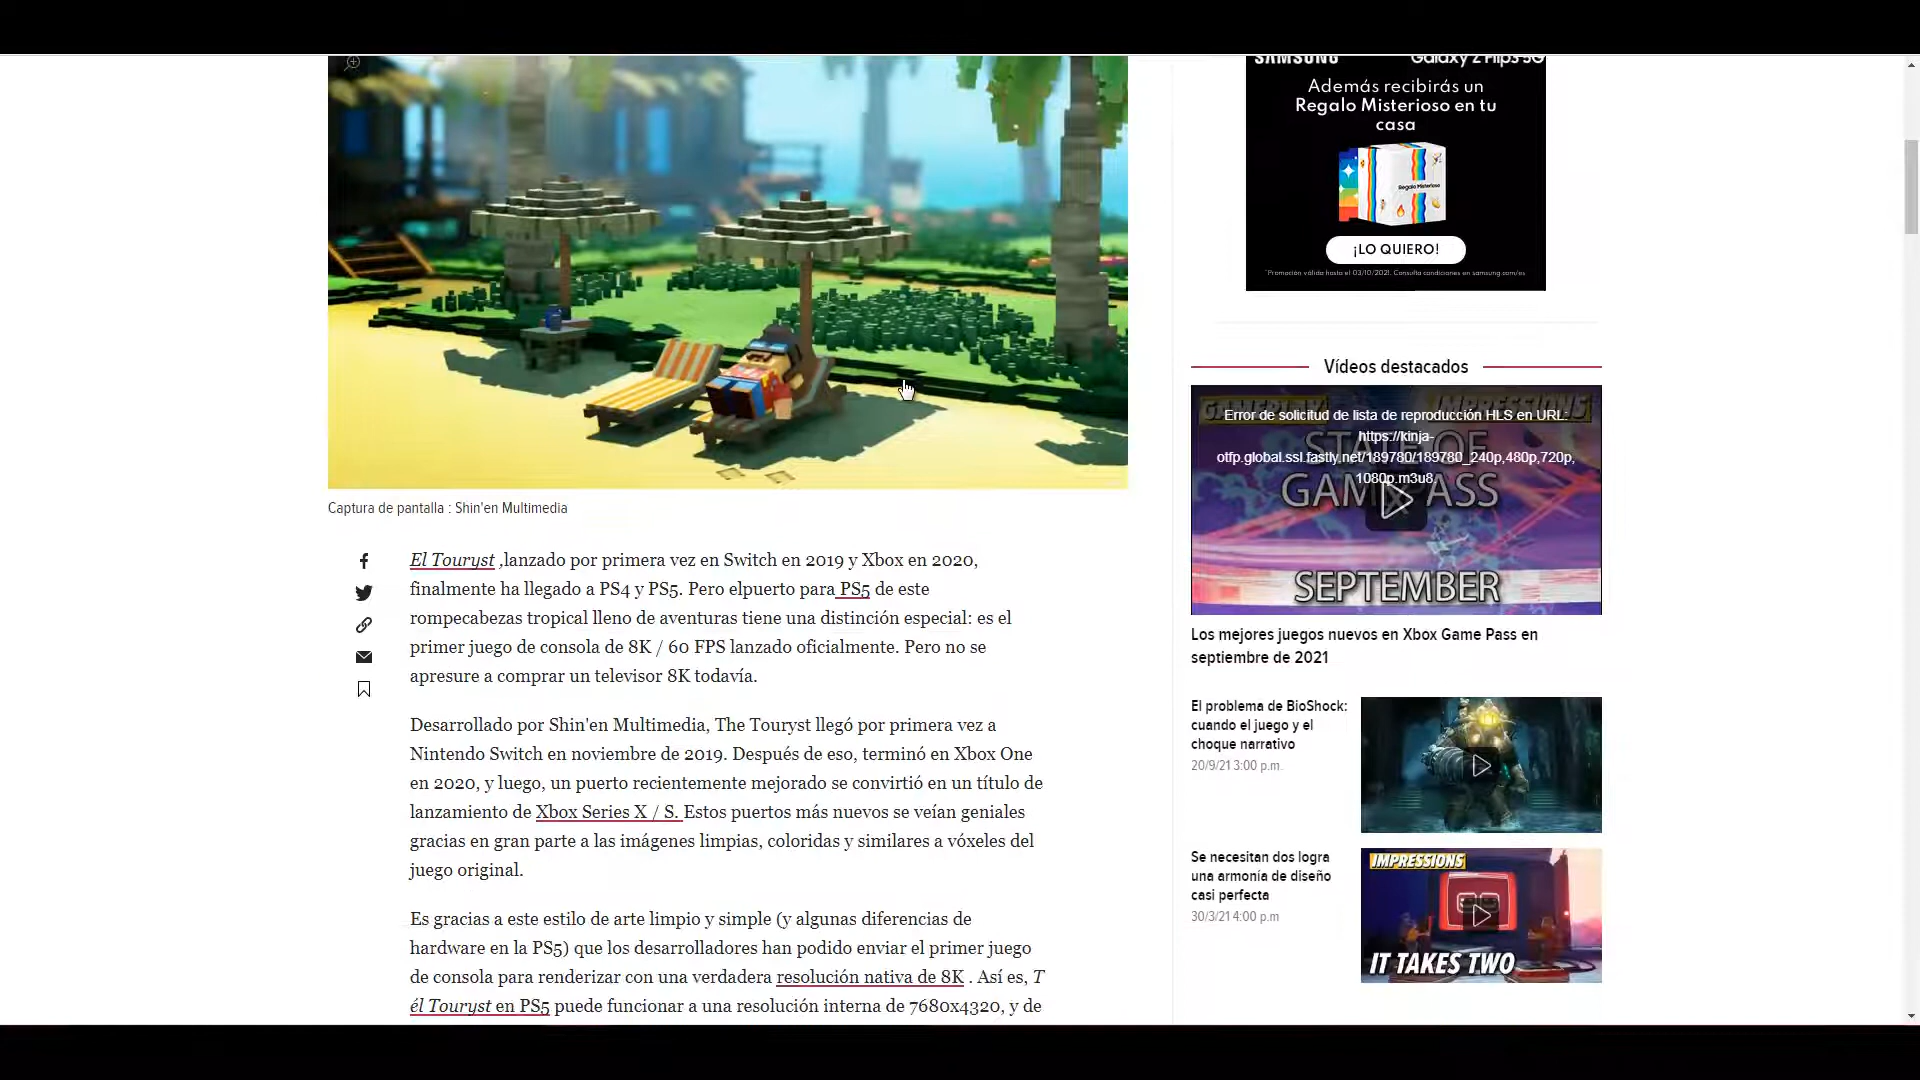 Captura de pantalla : Shin'en Multimedia
El Touryst ,lanzado por primera vez en Switch en 2019 y Xbox en 2020,
finalmente ha llegado a PS4 y PS5. Pero elpuerto para PS5 de este
rompecabezas tropical lleno de aventuras tiene una distinción especial: es el
primer juego de consola de 8K / 60 FPS lanzado oficialmente. Pero no se
apresure a comprar un televisor 8K todavía.
Desarrollado por Shin'en Multimedia, The Touryst llegó por primera vez a
Nintendo Switch en noviembre de 2019. Después de eso, terminó en Xbox One
en 2020, y luego, un puerto recientemente mejorado se convirtió en un título de
lanzamiento de Xbox Series X / S. Estos puertos más nuevos se veían geniales
gracias en gran parte a las imágenes limpias, coloridas y similares a vóxeles del
juego original.
Es gracias a este estilo de arte limpio y simple (y algunas diferencias de
hardware en la PS5) que los desarrolladores han podido enviar el primer juego
de consola para renderizar con una verdadera resolución nativa de 8K . Así es, T
él Touryst en PS5 puede funcionar a una resolución interna de 7680x4320, y de
SAMSUNG Galaxy Z Flip3 5G
Además recibirás un
Regalo Misterioso en tu
casa
Regalo Misterioso
¡LO QUIERO!
*Promoción válida hasta el 03/10/2021. Consulta condiciones en samsung.com/es
Vídeos destacados
GAMEPLAY IMPRESSIONS
Error de solicitud de lista de reproducción HLS en URL:
https://kinja-
otfp.global.ssl.fastly.net/189780/189780_240p,480p,720p,
1080p.m3u8.
STATE OF
GAME PASS
SEPTEMBER
Los mejores juegos nuevos en Xbox Game Pass en
septiembre de 2021
El problema de BioShock:
cuando el juego y el
choque narrativo
20/9/21 3:00 p.m.
Se necesitan dos logra
una armonía de diseño
casi perfecta
30/3/21 4:00 p.m
IMPRESSIONS
IT TAKES TWO